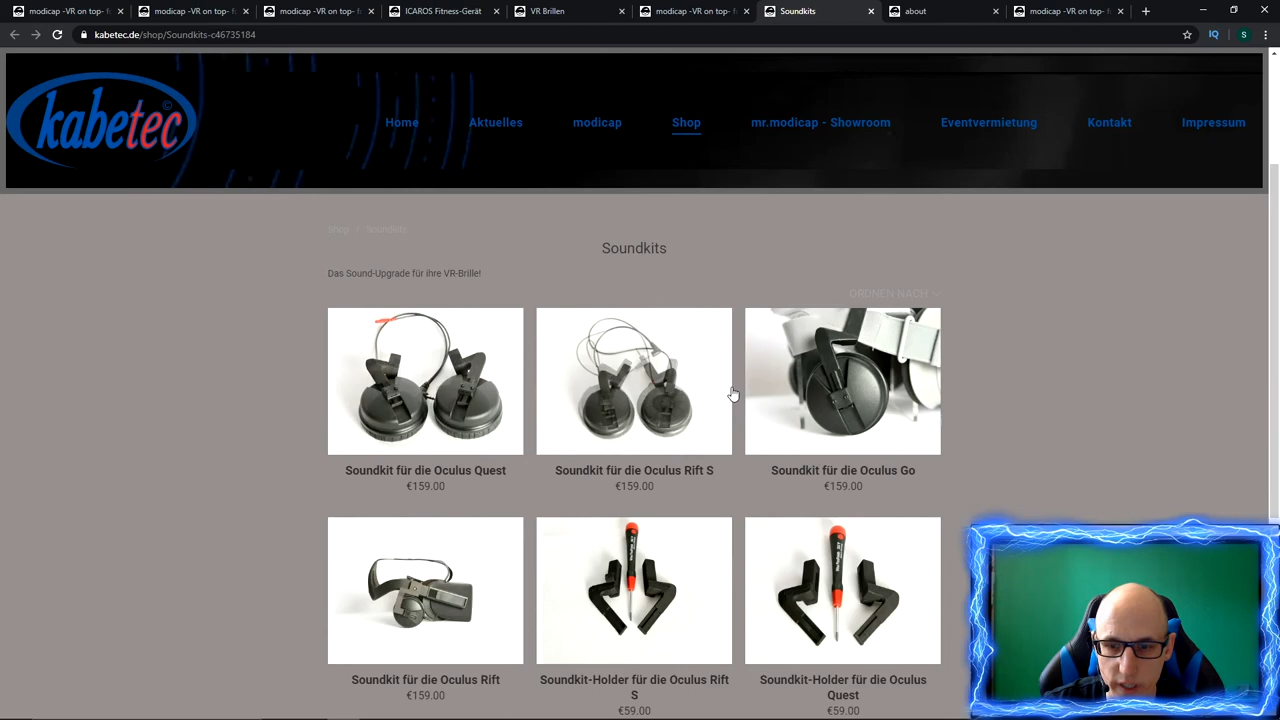 modicap -VR on top- f
modicap -VR on top- f
modicap -VR on top- f
ICAROS Fitness-Gerät
VR Brillen
modicap -VR on top- f
Soundkits
about
modicap -VR on top- f
kabetec.de/shop/Soundkits-c46735184
IQ
S
kabetec©
Home
Aktuelles
modicap
Shop
mr.modicap - Showroom
Eventvermietung
Kontakt
Impressum
Shop / Soundkits
Soundkits
Das Sound-Upgrade für ihre VR-Brille!
ORDNEN NACH
Soundkit für die Oculus Quest
€159.00
Soundkit für die Oculus Rift S
€159.00
Soundkit für die Oculus Go
€159.00
Soundkit für die Oculus Rift
€159.00
Soundkit-Holder für die Oculus Rift
S
€59.00
Soundkit-Holder für die Oculus
Quest
€59.00